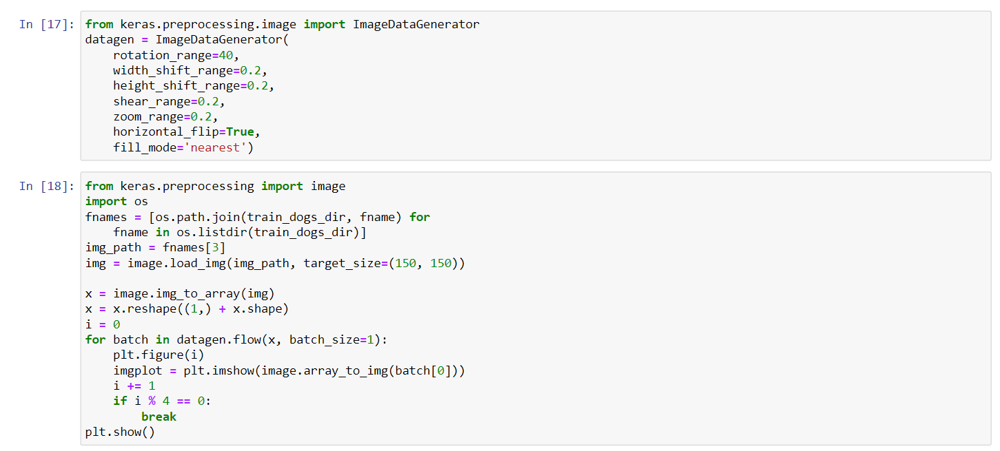 In [17]: from keras.preprocessing.image import ImageDataGenerator
datagen = ImageDataGenerator(
    rotation_range=40,
    width_shift_range=0.2,
    height_shift_range=0.2,
    shear_range=0.2,
    zoom_range=0.2,
    horizontal_flip=True,
    fill_mode='nearest')
In [18]: from keras.preprocessing import image
import os
fnames = [os.path.join(train_dogs_dir, fname) for
    fname in os.listdir(train_dogs_dir)]
img_path = fnames[3]
img = image.load_img(img_path, target_size=(150, 150))
x = image.img_to_array(img)
x = x.reshape((1,) + x.shape)
i = 0
for batch in datagen.flow(x, batch_size=1):
    plt.figure(i)
    imgplot = plt.imshow(image.array_to_img(batch[0]))
    i += 1
    if i % 4 == 0:
        break
plt.show()